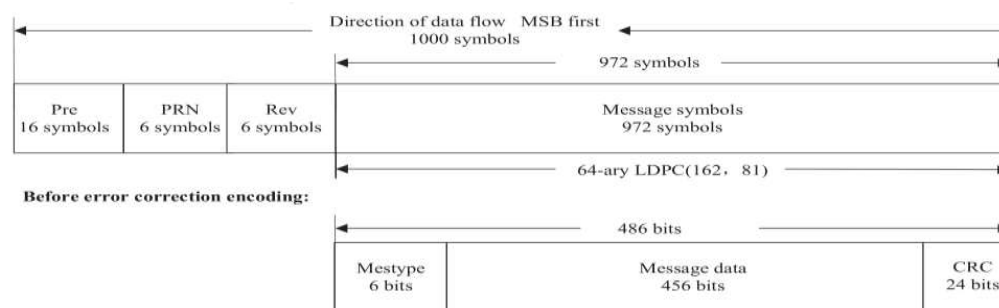 Direction of data flow MSB first
1000 symbols
972 symbols
Pre
16 symbols
PRN
6 symbols
Rev
6 symbols
Message symbols
972 symbols
64-ary LDPC(162，81)
Before error correction encoding:
486 bits
Mestype
6 bits
Message data
456 bits
CRC
24 bits